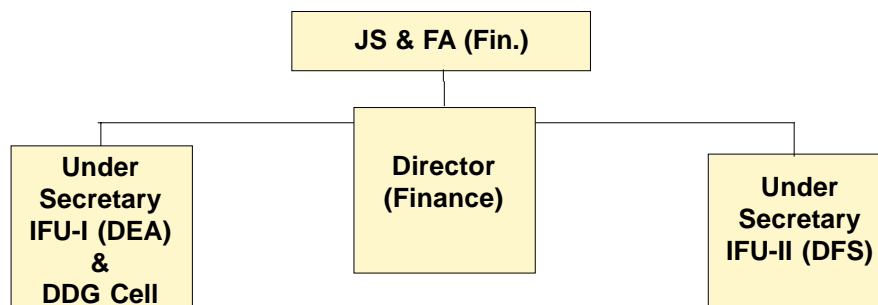 JS & FA (Fin.)
Under
Secretary
IFU-I (DEA)
&
DDG Cell
Director
(Finance)
Under
Secretary
IFU-II (DFS)